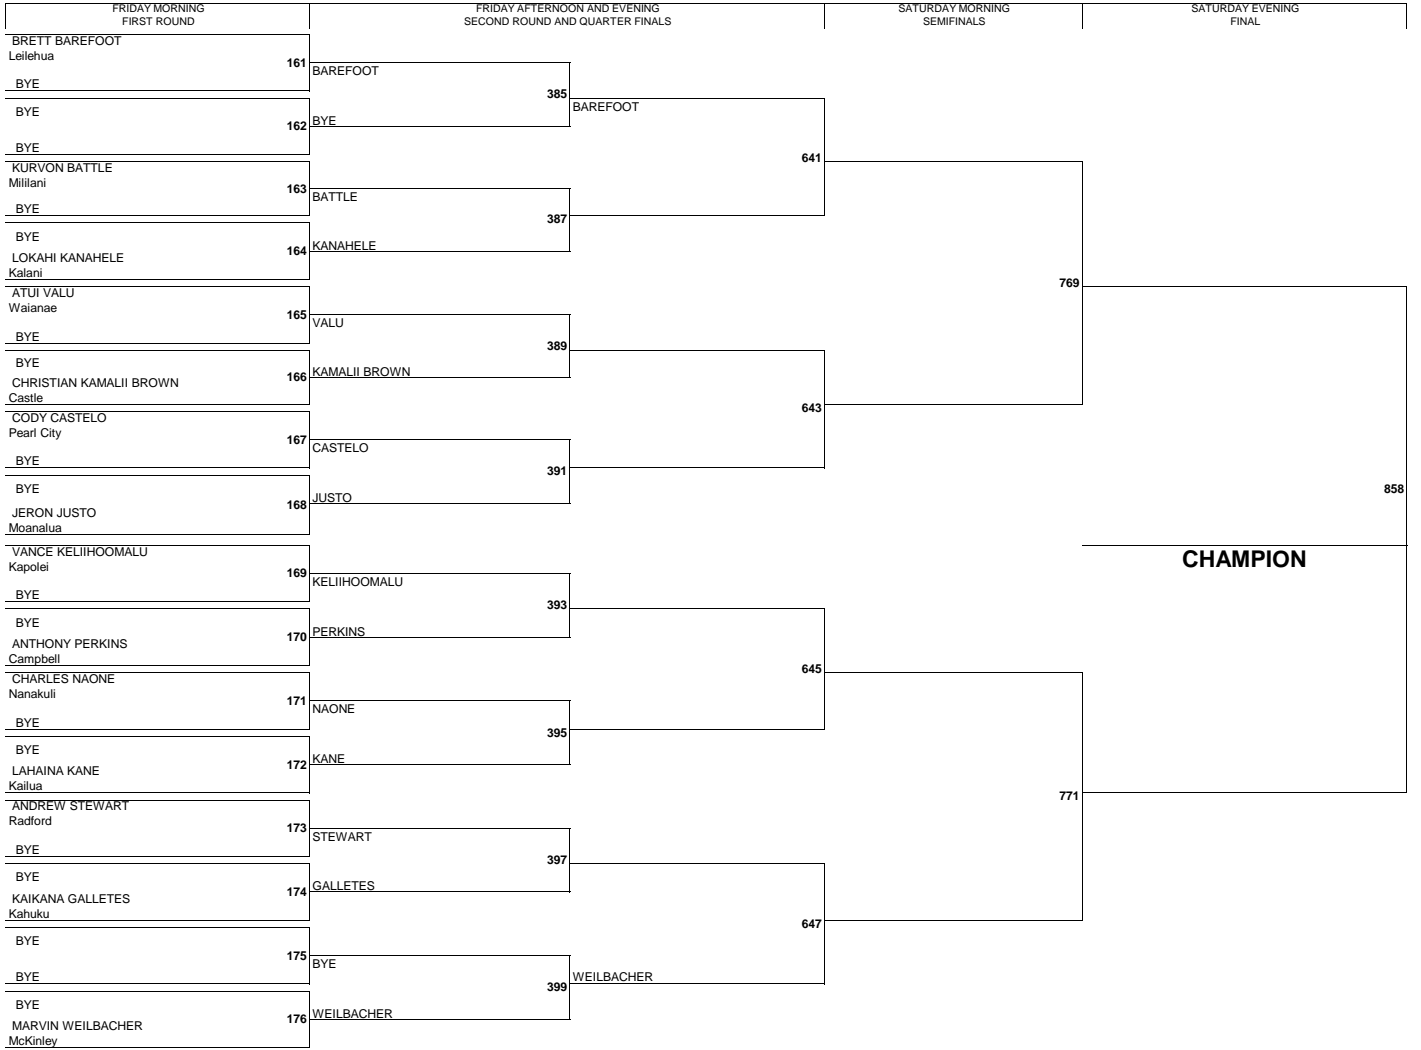 FRIDAY MORNING
FIRST ROUND
FRIDAY AFTERNOON AND EVENING
SECOND ROUND AND QUARTER FINALS
SATURDAY MORNING
SEMIFINALS
SATURDAY EVENING
FINAL
BRETT BAREFOOT
Leilehua
161
BYE
BAREFOOT
385
BAREFOOT
BYE
162
BYE
BYE
641
KURVON BATTLE
Mililani
163
BYE
BATTLE
387
BYE
164
KANAHELE
LOKAHI KANAHELE
Kalani
769
ATUI VALU
Waianae
165
BYE
VALU
389
BYE
166
KAMALII BROWN
CHRISTIAN KAMALII BROWN
Castle
643
CODY CASTELO
Pearl City
167
BYE
CASTELO
391
BYE
168
JUSTO
JERON JUSTO
Moanalua
858
CHAMPION
VANCE KELIIHOOMALU
Kapolei
169
BYE
KELIIHOOMALU
393
BYE
170
PERKINS
ANTHONY PERKINS
Campbell
645
CHARLES NAONE
Nanakuli
171
BYE
NAONE
395
BYE
172
KANE
LAHAINA KANE
Kailua
771
ANDREW STEWART
Radford
173
BYE
STEWART
397
BYE
174
GALLETES
KAIKANA GALLETES
Kahuku
647
BYE
175
BYE
BYE
399
WEILBACHER
BYE
176
WEILBACHER
MARVIN WEILBACHER
McKinley